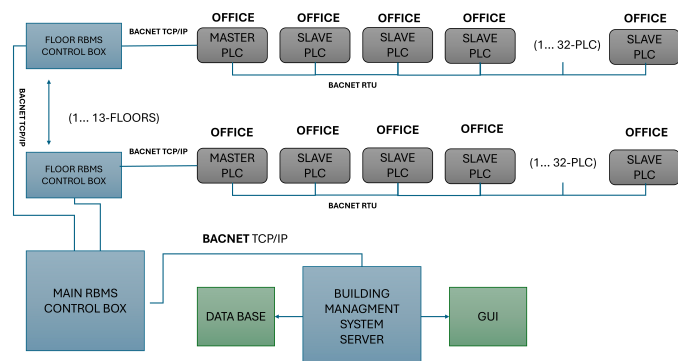 OFFICE OFFICE OFFICE OFFICE OFFICE
FLOOR RBMS
CONTROL BOX
BACNET TCP/IP
MASTER
PLC
SLAVE
PLC
SLAVE
PLC
SLAVE
PLC
(1... 32-PLC)
SLAVE
PLC
BACNET RTU
BACNET TCP/IP
(1... 13-FLOORS)
OFFICE OFFICE OFFICE OFFICE OFFICE
FLOOR RBMS
CONTROL BOX
BACNET TCP/IP
MASTER
PLC
SLAVE
PLC
SLAVE
PLC
SLAVE
PLC
(1... 32-PLC)
SLAVE
PLC
BACNET RTU
BACNET TCP/IP
MAIN RBMS
CONTROL BOX
DATA BASE
BUILDING
MANAGMENT
SYSTEM
SERVER
GUI